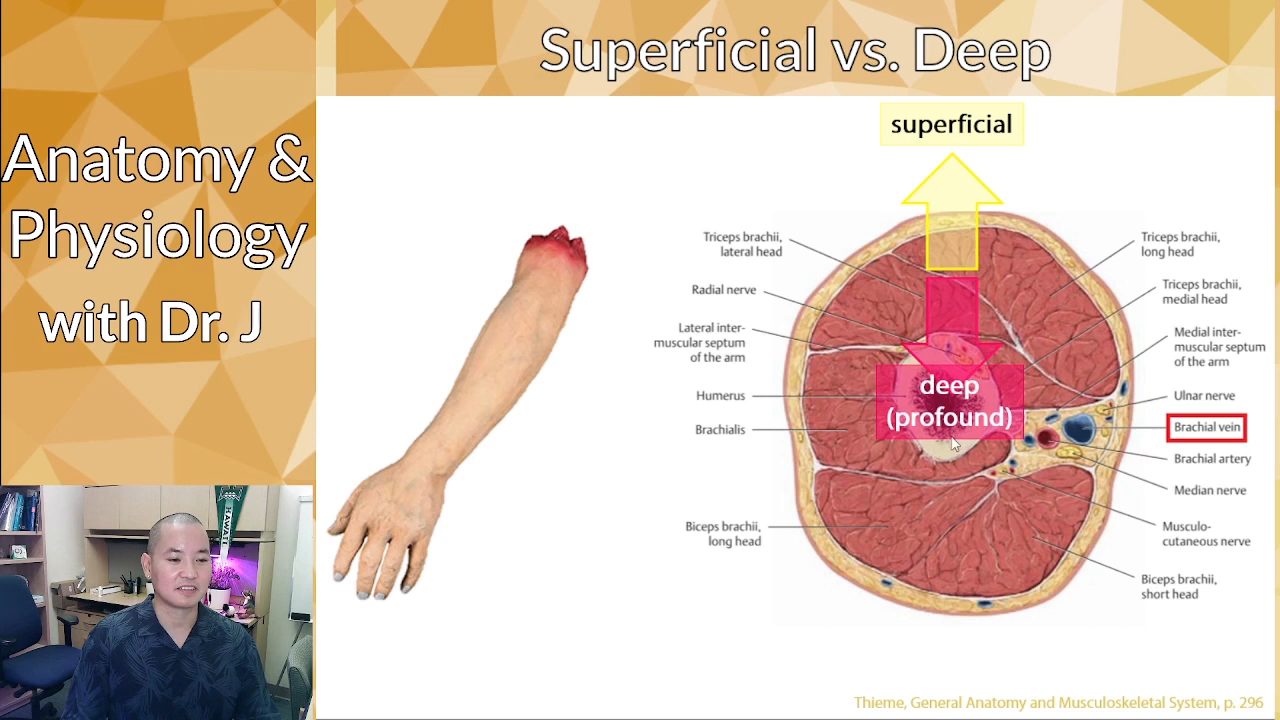 Superficial vs. Deep
Anatomy &
Physiology
with Dr. J
HAWAII
superficial
deep
(profound)
Triceps brachii,
lateral head
Radial nerve
Lateral inter-
muscular septum
of the arm
Humerus
Brachialis
Biceps brachii,
long head
Triceps brachii,
long head
Triceps brachii,
medial head
Medial inter-
muscular septum
of the arm
Ulnar nerve
Brachial vein
Brachial artery
Median nerve
Musculo-
cutaneous nerve
Biceps brachii,
short head
Thieme, General Anatomy and Musculoskeletal System, p. 296